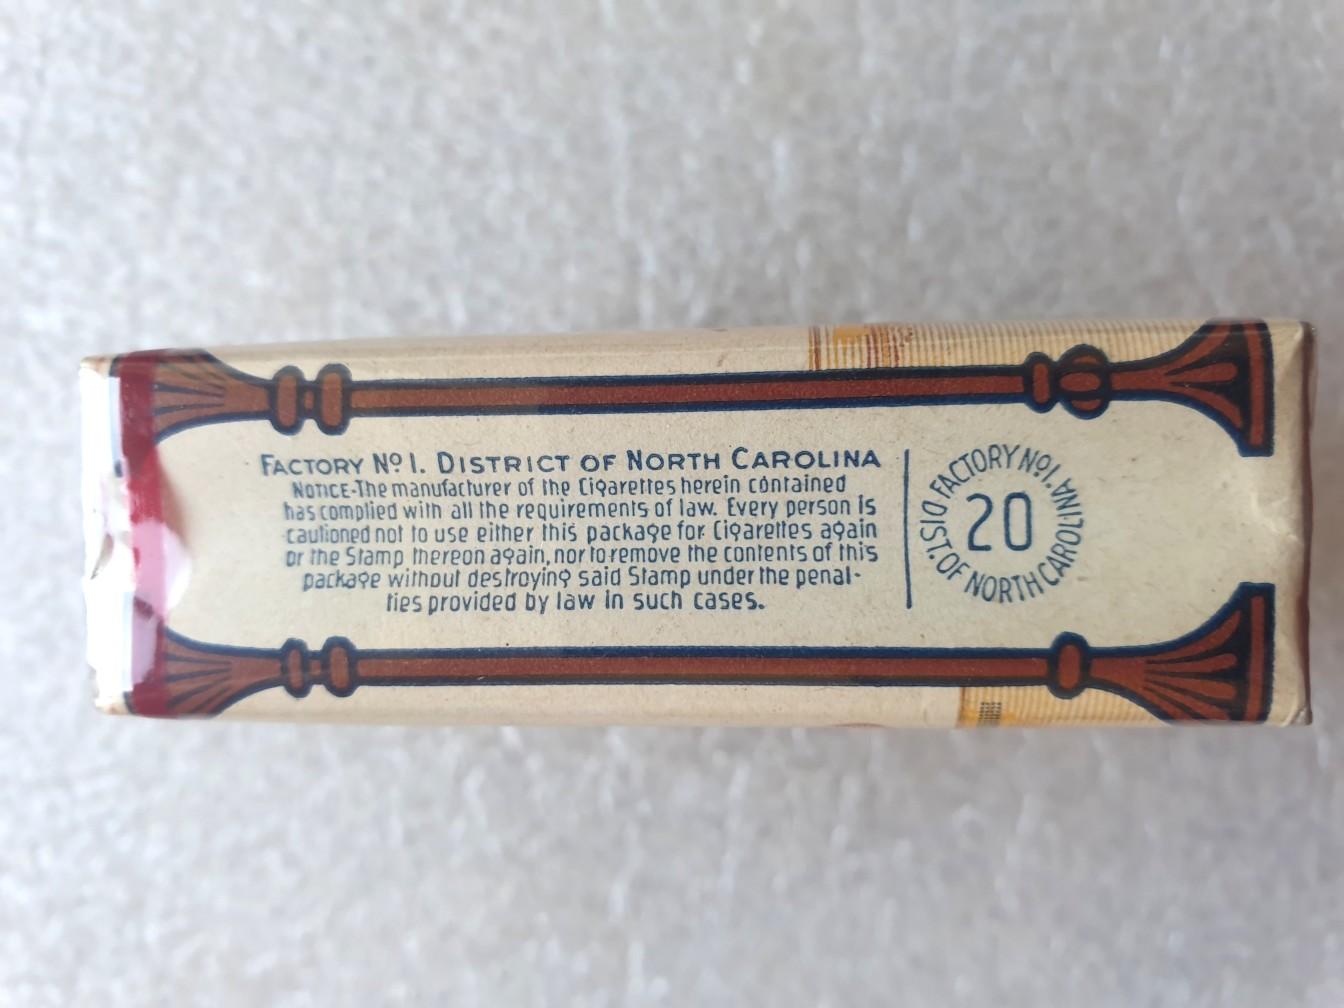 FACTORY Nº 1. DISTRICT OF NORTH CAROLINA
NOTICE-The manufacturer of the Cigarettes herein contained
has complied with all the requirements of law. Every person is
cautioned not to use either this package for Cigarettes again
or the Stamp thereon again, nor to remove the contents of this
package without destroying said Stamp under the penal-
ties provided by law in such cases.
FACTORY Nº 1. DIST. OF NORTH CAROLINA
20